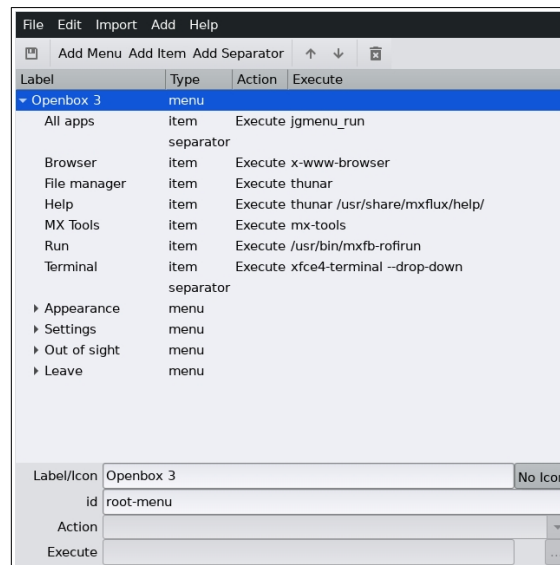 File Edit Import Add Help
Add Menu Add Item Add Separator
Label Type Action Execute
Openbox 3 menu
All apps item Execute jgmenu_run
separator
Browser item Execute x-www-browser
File manager item Execute thunar
Help item Execute thunar /usr/share/mxflux/help/
MX Tools item Execute mx-tools
Run item Execute /usr/bin/mxfb-rofirun
Terminal item Execute xfce4-terminal --drop-down
separator
Appearance menu
Settings menu
Out of sight menu
Leave menu
Label/Icon Openbox 3 No Icon
id root-menu
Action
Execute ...